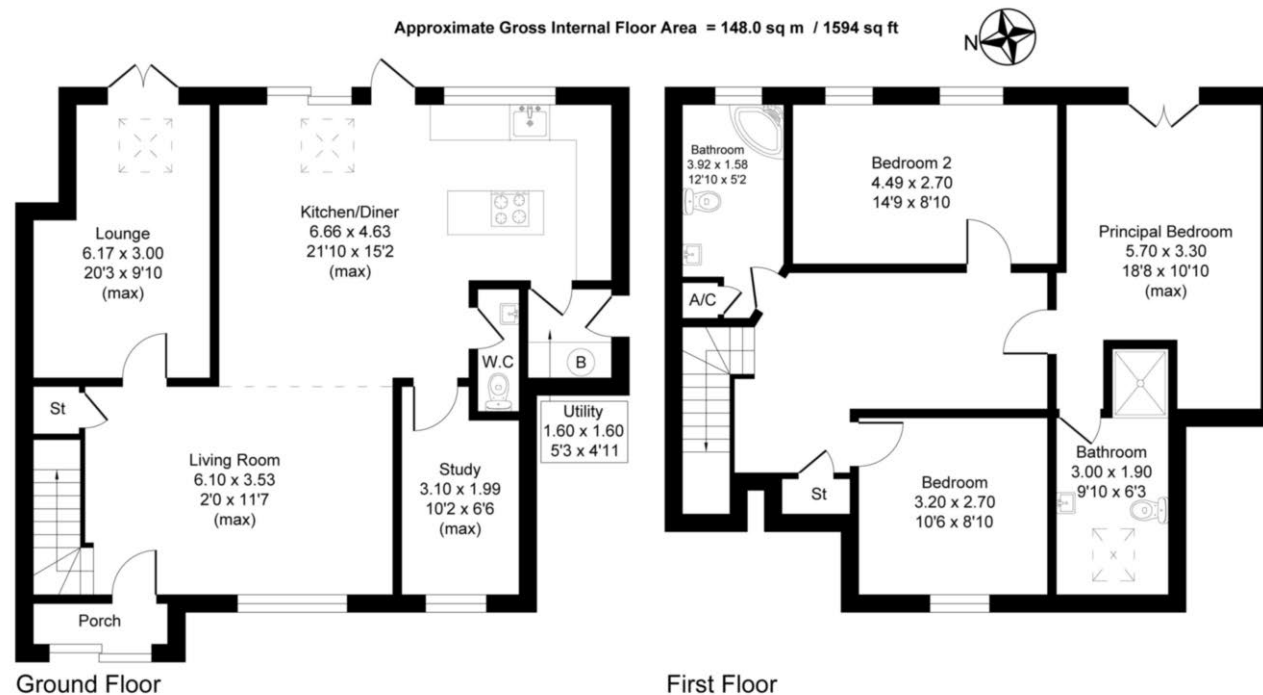 Approximate Gross Internal Floor Area = 148.0 sq m / 1594 sq ft
N
Lounge
6.17 x 3.00
20'3 x 9'10
(max)
Kitchen/Diner
6.66 x 4.63
21'10 x 15'2
(max)
W.C
B
Utility
1.60 x 1.60
5'3 x 4'11
St
Living Room
6.10 x 3.53
2'0 x 11'7
(max)
Study
3.10 x 1.99
10'2 x 6'6
(max)
Porch
Ground Floor
Bathroom
3.92 x 1.58
12'10 x 5'2
Bedroom 2
4.49 x 2.70
14'9 x 8'10
Principal Bedroom
5.70 x 3.30
18'8 x 10'10
(max)
A/C
St
Bedroom
3.20 x 2.70
10'6 x 8'10
Bathroom
3.00 x 1.90
9'10 x 6'3
First Floor